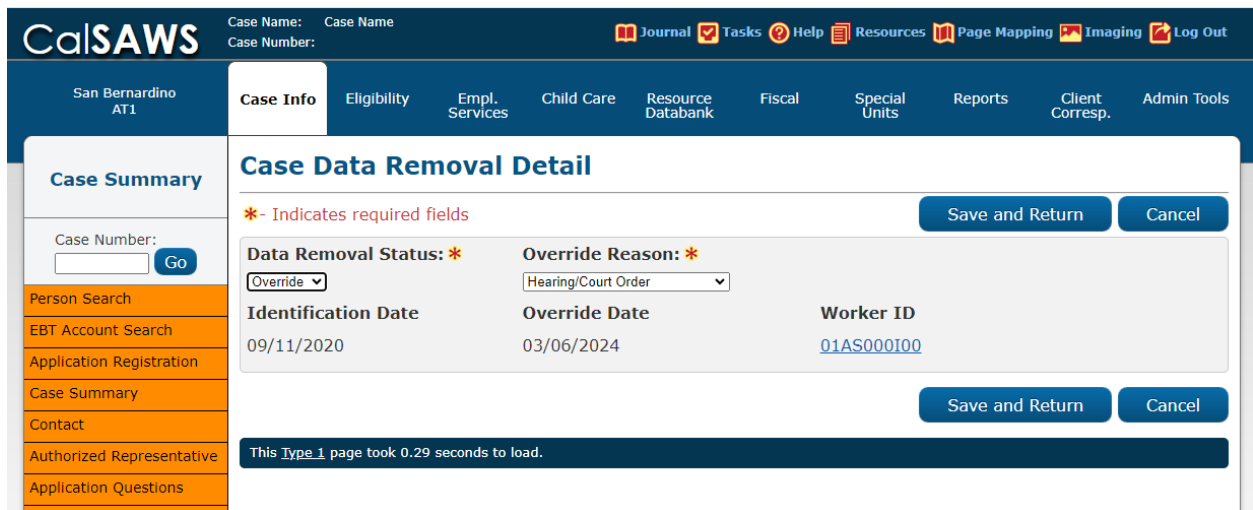 CalSAWS
Case Name: Case Name
Case Number:
Journal Tasks Help Resources Page Mapping Imaging Log Out
San Bernardino
AT1
Case Info
Eligibility
Empl.
Services
Child Care
Resource
Databank
Fiscal
Special
Units
Reports
Client
Corresp.
Admin Tools
Case Summary
Case Number:
Go
Person Search
EBT Account Search
Application Registration
Case Summary
Contact
Authorized Representative
Application Questions
Case Data Removal Detail
*- Indicates required fields
Save and Return Cancel
Data Removal Status: * Override Reason: *
Override Hearing/Court Order
Identification Date Override Date Worker ID
09/11/2020 03/06/2024 01AS000I00
Save and Return Cancel
This Type 1 page took 0.29 seconds to load.